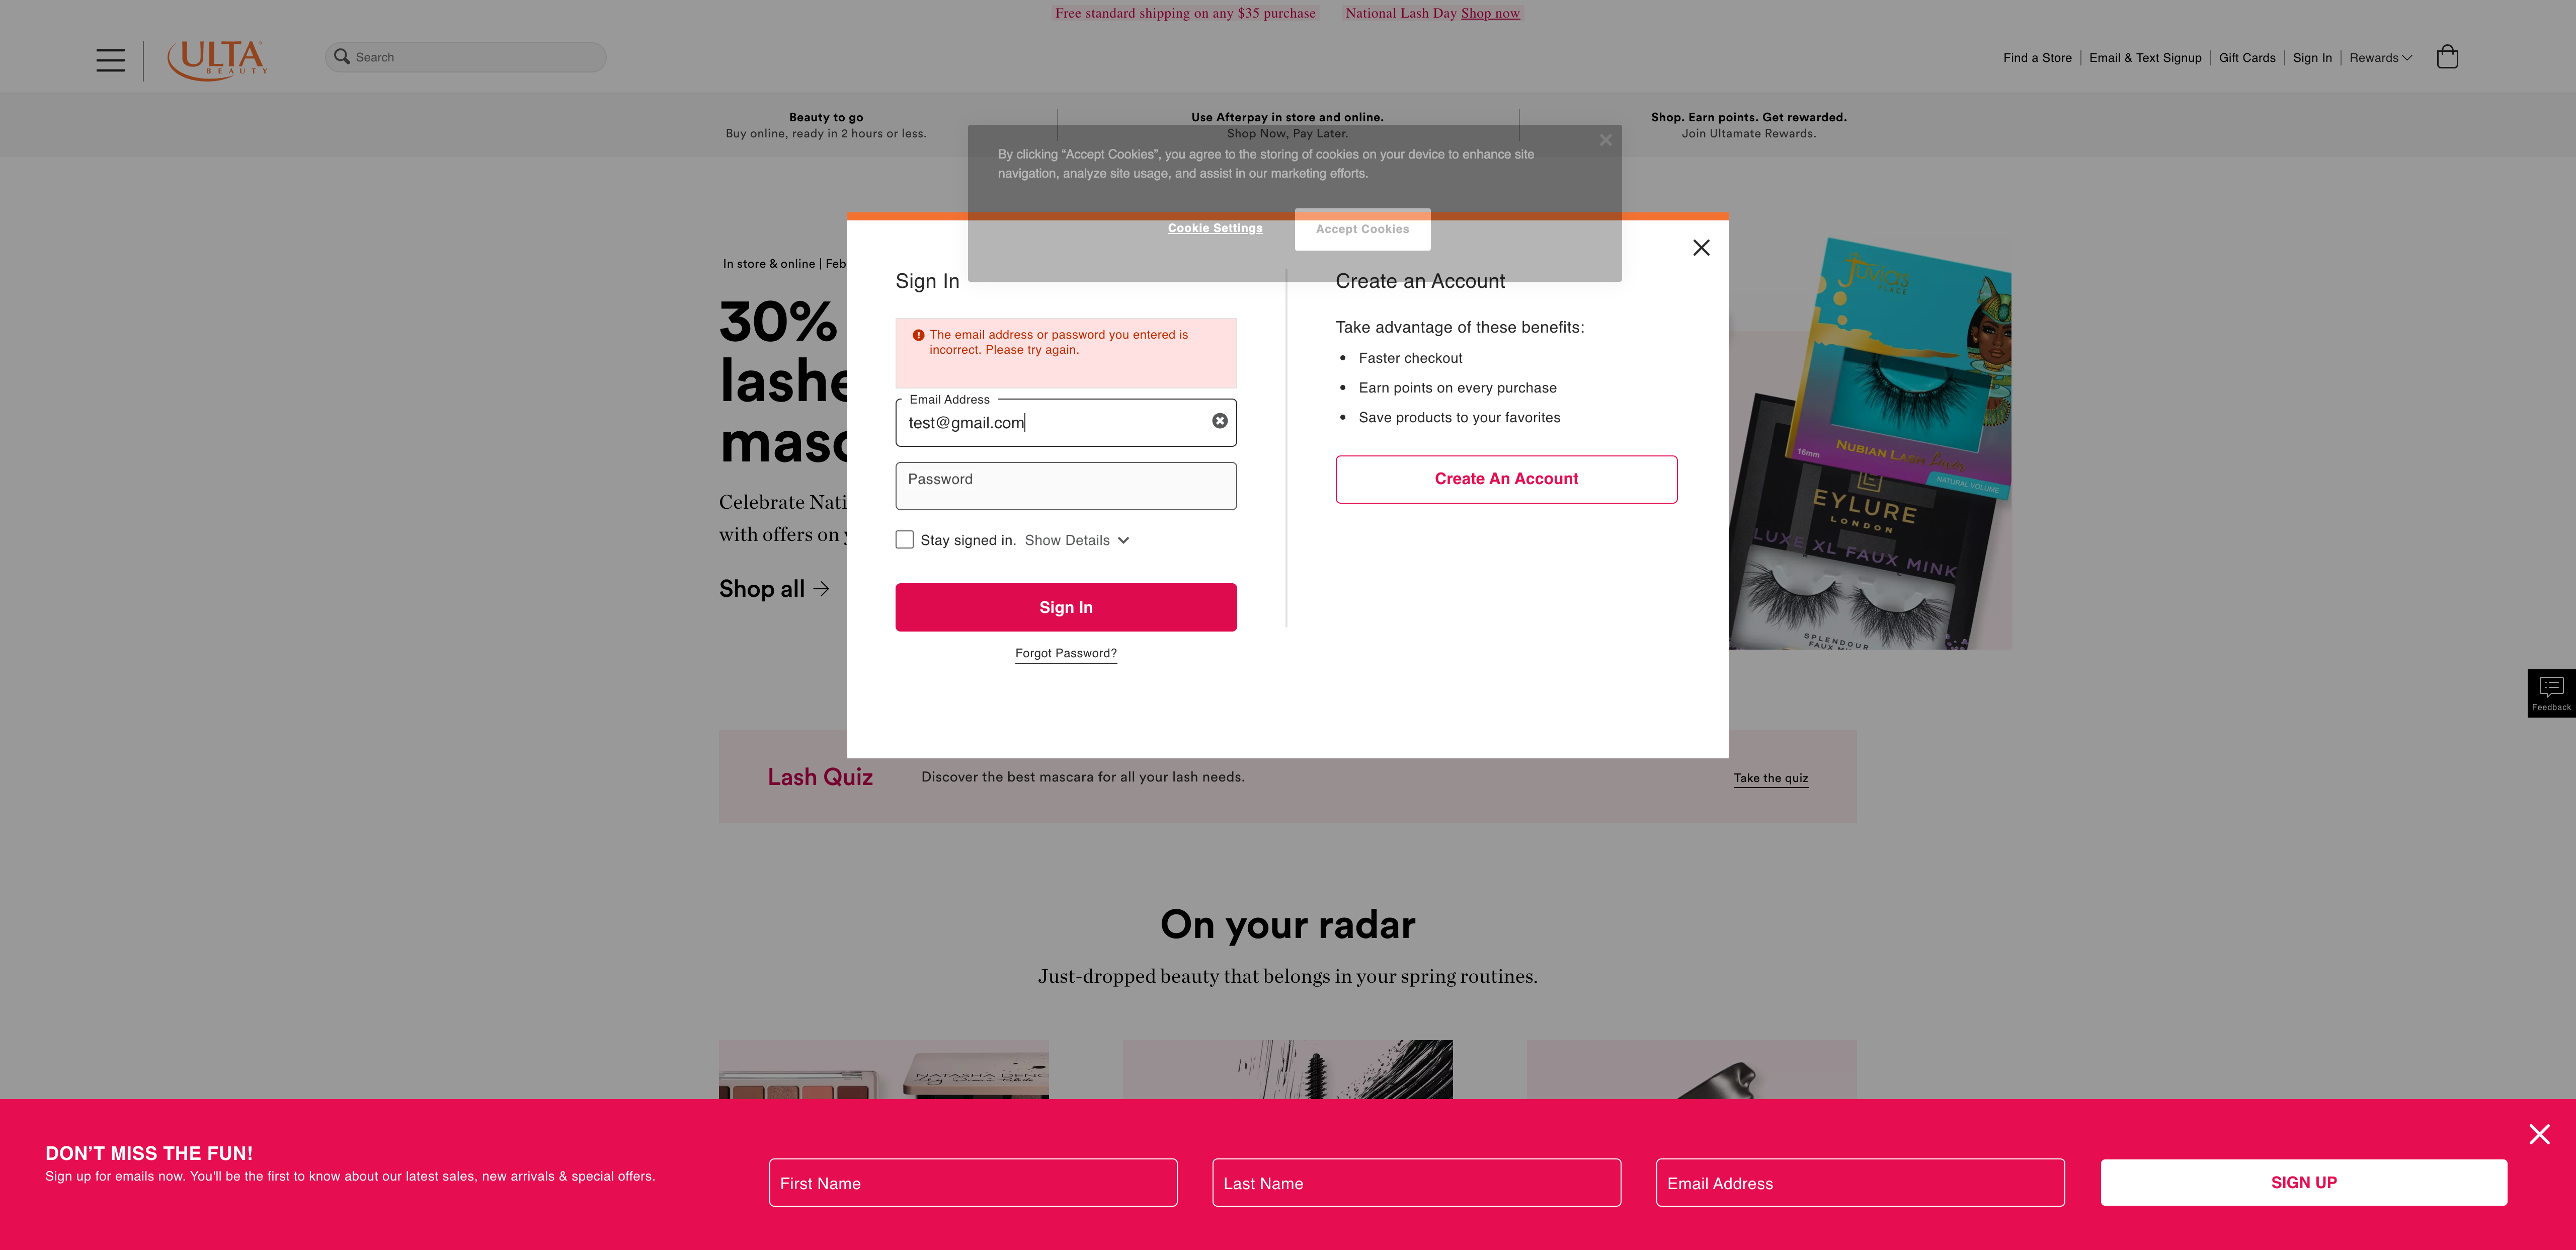 Free standard shipping on any $35 purchase
National Lash Day Shop now
ULTA
BEAUTY
Search
Find a Store
Email & Text Signup
Gift Cards
Sign In
Rewards
Beauty to go
Buy online, ready in 2 hours or less.
Use Afterpay in store and online.
Shop Now, Pay Later.
Shop. Earn points. Get rewarded.
Join Ultamate Rewards.
By clicking “Accept Cookies”, you agree to the storing of cookies on your device to enhance site
navigation, analyze site usage, and assist in our marketing efforts.
Cookie Settings
Accept Cookies
In store & online | Feb
30%
lashe
masc
Celebrate Nati
with offers on y
Shop all
Sign In
The email address or password you entered is
incorrect. Please try again.
Email Address
test@gmail.com
Password
Stay signed in. Show Details
Sign In
Forgot Password?
Create an Account
Take advantage of these benefits:
• Faster checkout
• Earn points on every purchase
• Save products to your favorites
Create An Account
Juvia's
PLACE
16mm
NUBIAN Lash Lover
NATURAL VOLUME
EYLURE
LONDON
LUXE XL FAUX MINK
SPLENDOUR
FAUX
Feedback
Lash Quiz
Discover the best mascara for all your lash needs.
Take the quiz
On your radar
Just-dropped beauty that belongs in your spring routines.
DON’T MISS THE FUN!
Sign up for emails now. You'll be the first to know about our latest sales, new arrivals & special offers.
First Name
Last Name
Email Address
SIGN UP